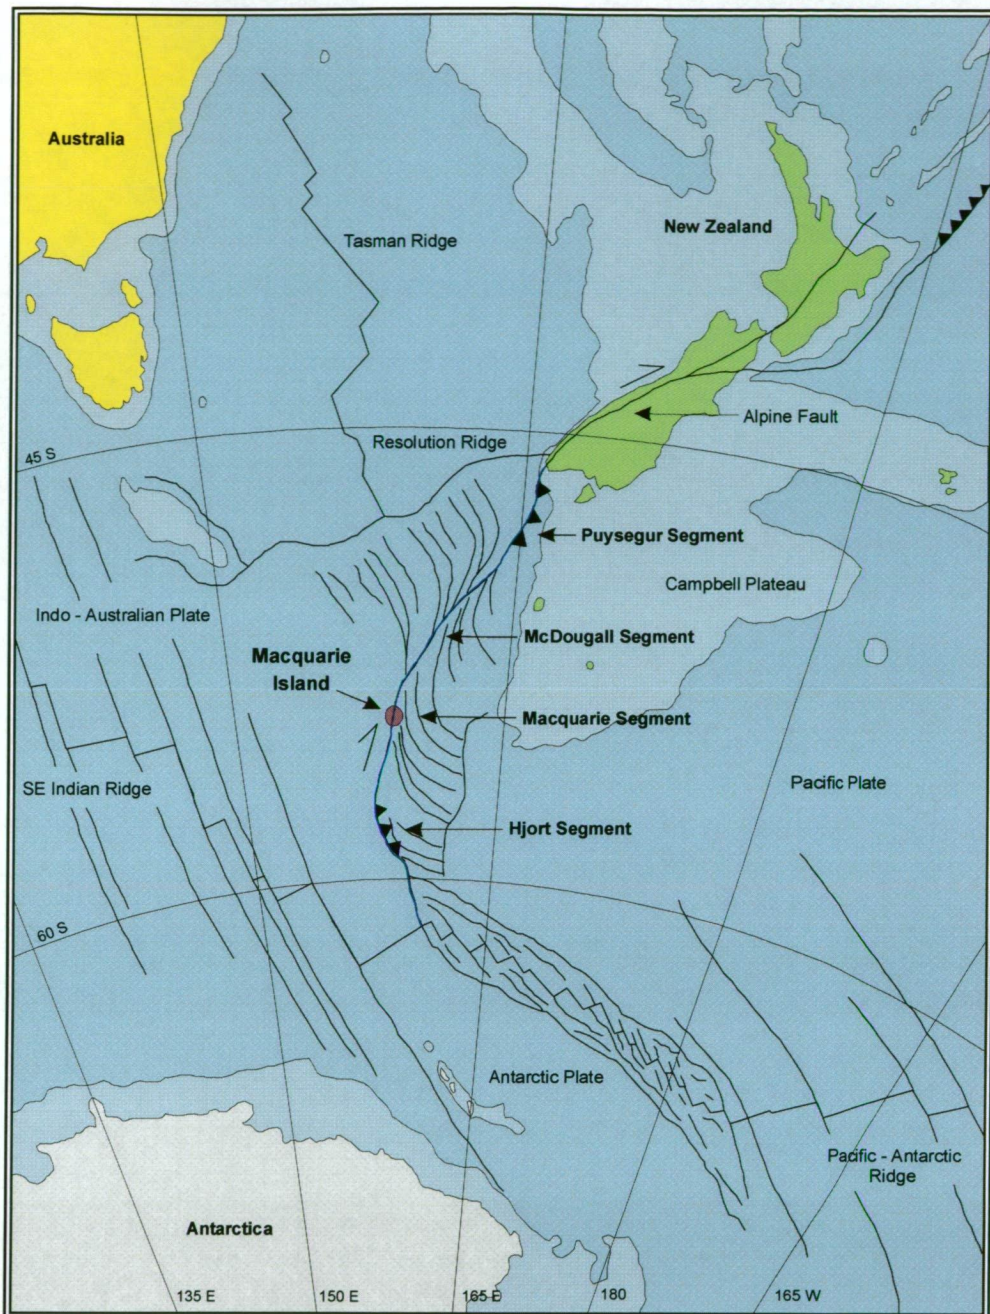 Australia
New Zealand
Tasman Ridge
Alpine Fault
Resolution Ridge
45 S
Puysegur Segment
Campbell Plateau
Indo - Australian Plate
McDougall Segment
Macquarie
Island
Macquarie Segment
SE Indian Ridge
Pacific Plate
Hjort Segment
60 S
Antarctic Plate
Pacific - Antarctic
Ridge
Antarctica
135 E
150 E
165 E
180
165 W